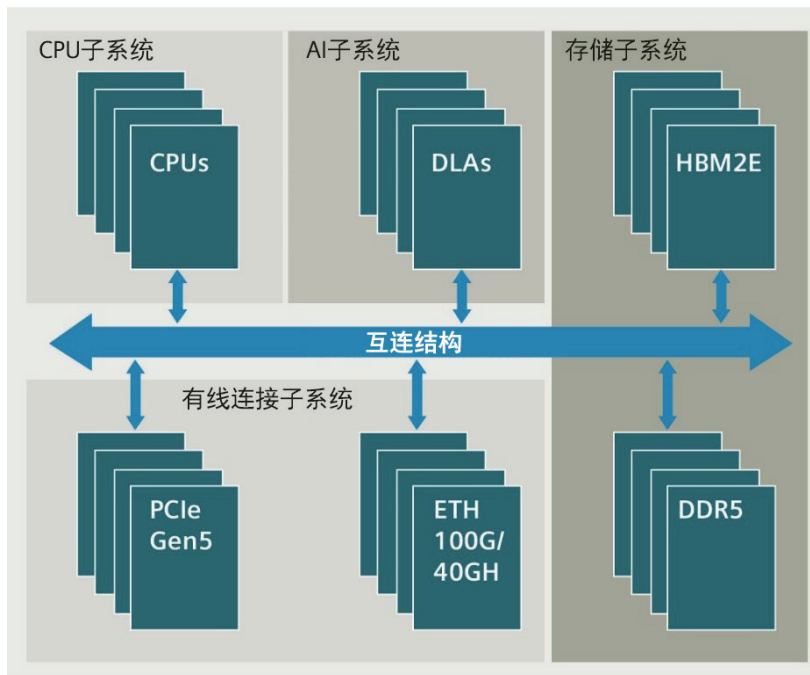 CPU子系统
AI子系统
存储子系统
CPUs
DLAs
HBM2E
互连结构
有线连接子系统
PCIe
Gen5
ETH
100G/
40GH
DDR5